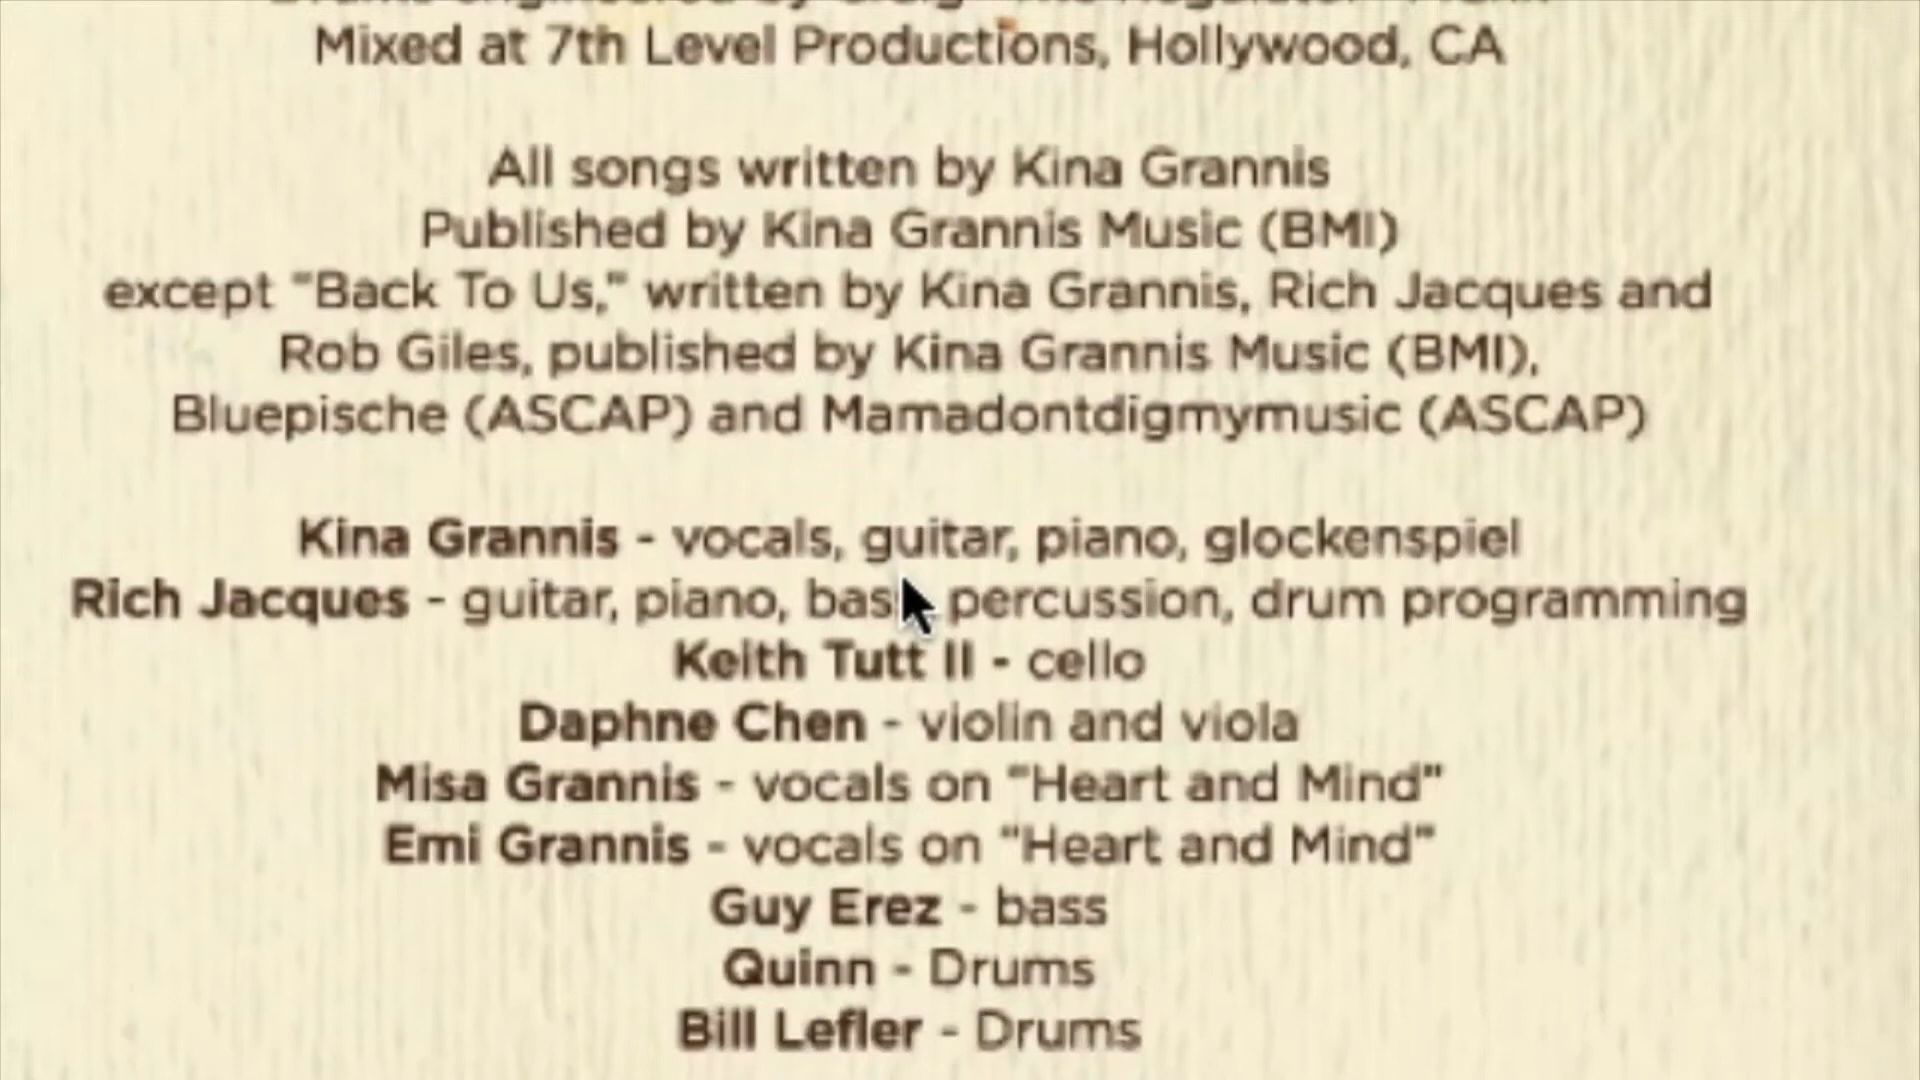 Mixed at 7th Level Productions, Hollywood, CA
All songs written by Kina Grannis
Published by Kina Grannis Music (BMI)
except "Back To Us," written by Kina Grannis, Rich Jacques and
Rob Giles, published by Kina Grannis Music (BMI),
Bluepische (ASCAP) and Mamadontdigmymusic (ASCAP)
Kina Grannis - vocals, guitar, piano, glockenspiel
Rich Jacques - guitar, piano, bas percussion, drum programming
Keith Tutt II - cello
Daphne Chen - violin and viola
Misa Grannis - vocals on "Heart and Mind"
Emi Grannis - vocals on "Heart and Mind"
Guy Erez - bass
Quinn - Drums
Bill Lefler - Drums